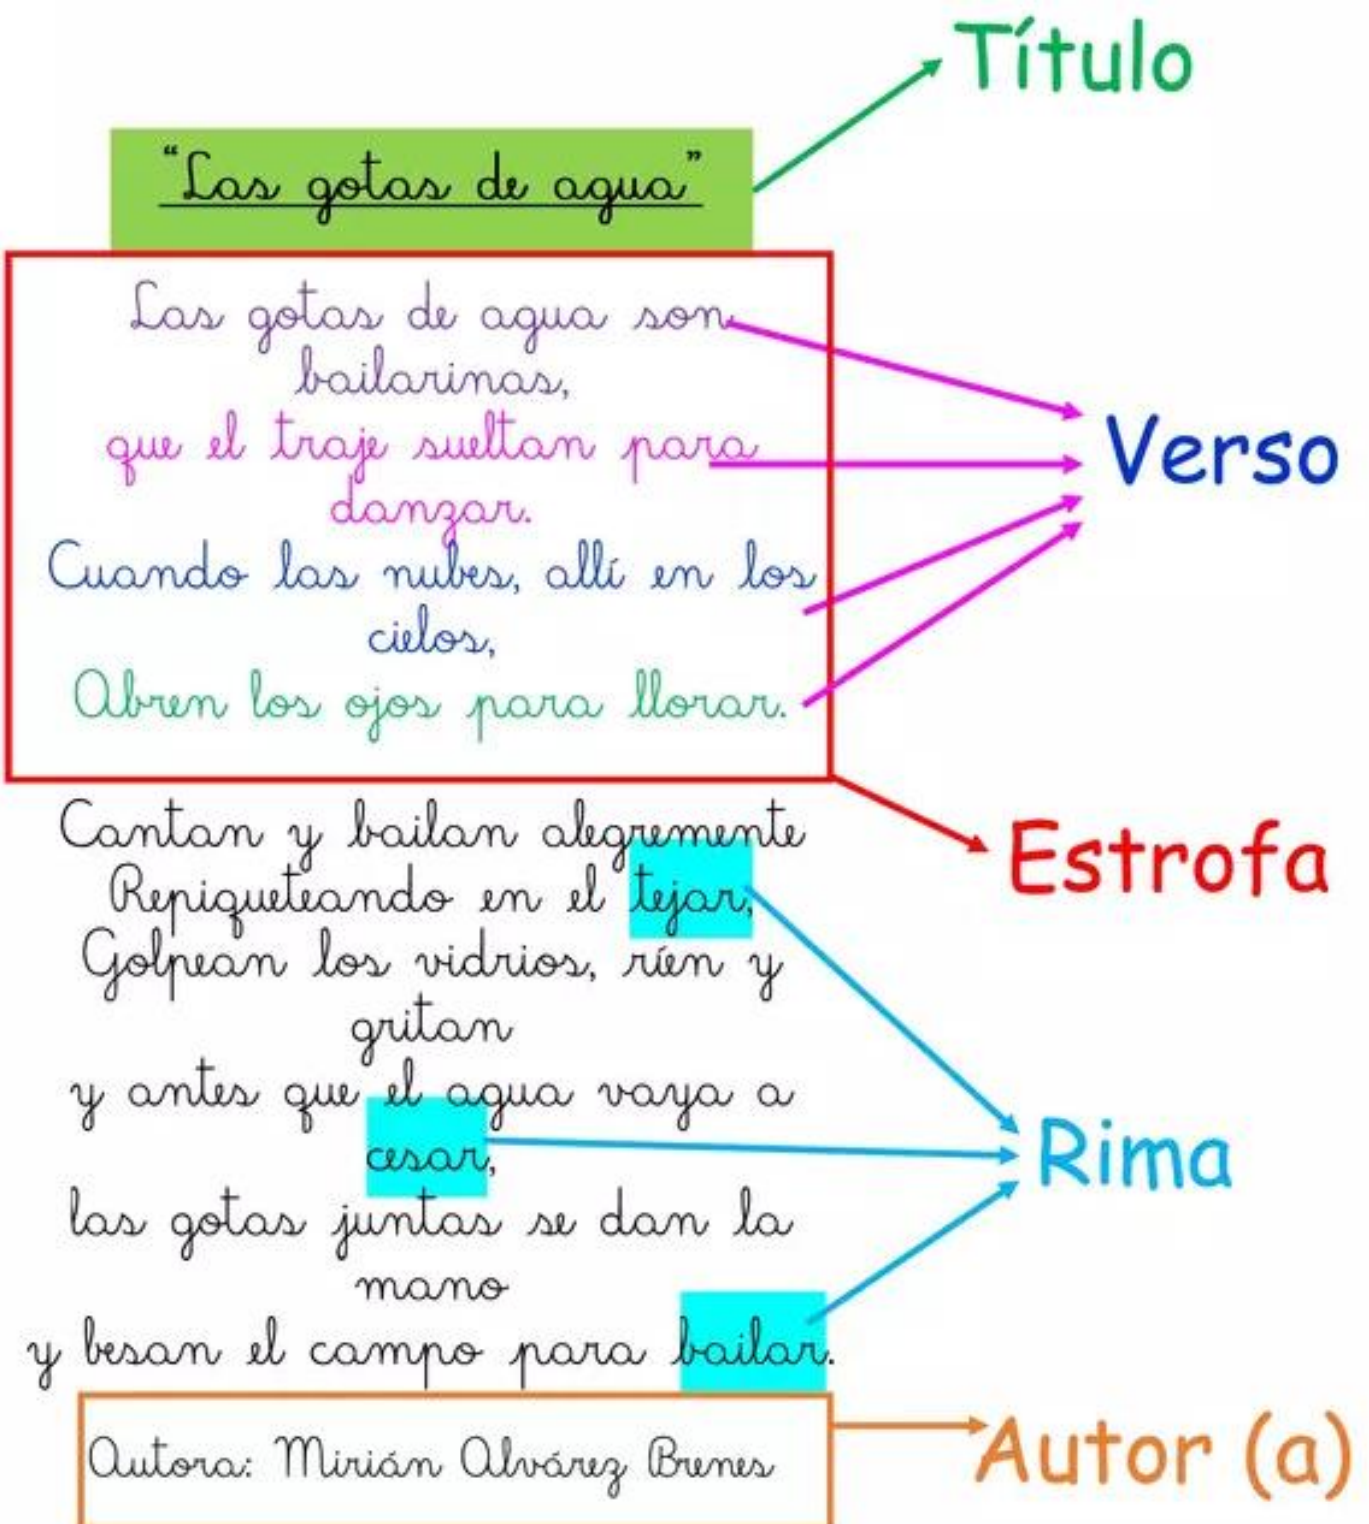 Título
“Las gotas de agua”
Las gotas de agua son
bailarinas,
que el traje sueltan para
danzar.
Verso
Cuando las nubes, allí en los
cielos,
Abren los ojos para llorar.
Cantan y bailan alegremente
Estrofa
Repiqueteando en el tejar,
Golpean los vidrios, ríen y
gritan
y antes que el agua vaya a
cesar,
Rima
las gotas juntas se dan la
mano
y besan el campo para bailar.
Autora: Mirián Alvárez Brenes
Autor (a)